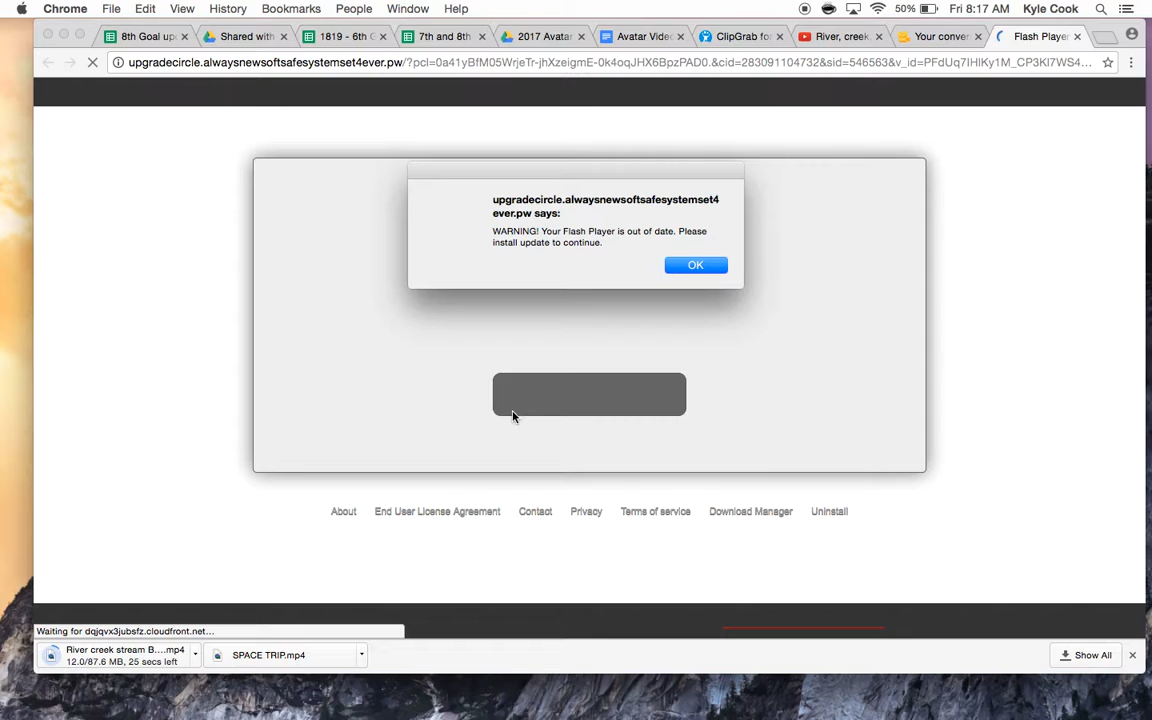 Chrome File Edit View History Bookmarks People Window Help 50% Fri 8:17 AM Kyle Cook
8th Goal up Shared with 1819 - 6th G 7th and 8th 2017 Avatar Avatar Video ClipGrab for River, creek, Your conver Flash Player
upgradecircle.alwaysnewsoftsafesystemset4ever.pw/?pcl=0a41yBfM05WrjeTr-jhXzeigmE-0k4oqJHX6BpzPAD0.&cid=283091104732&sid=546563&v_id=PFdUq7IHIKy1M_CP3Kl7WS4...
upgradecircle.alwaysnewsoftsafesystemset4
ever.pw says:
WARNING! Your Flash Player is out of date. Please
install update to continue.
OK
About End User License Agreement Contact Privacy Terms of service Download Manager Uninstall
Waiting for dqjqvx3jubsfz.cloudfront.net...
River creek stream B....mp4
12.0/87.6 MB, 25 secs left
SPACE TRIP.mp4
Show All